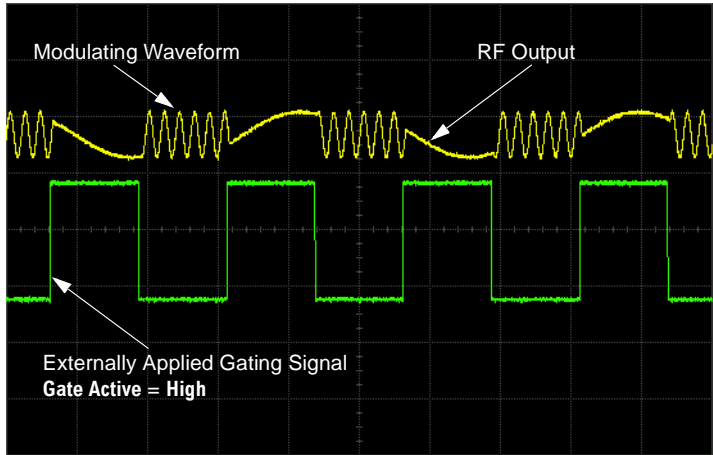 Modulating Waveform
RF Output
Externally Applied Gating Signal
Gate Active = High